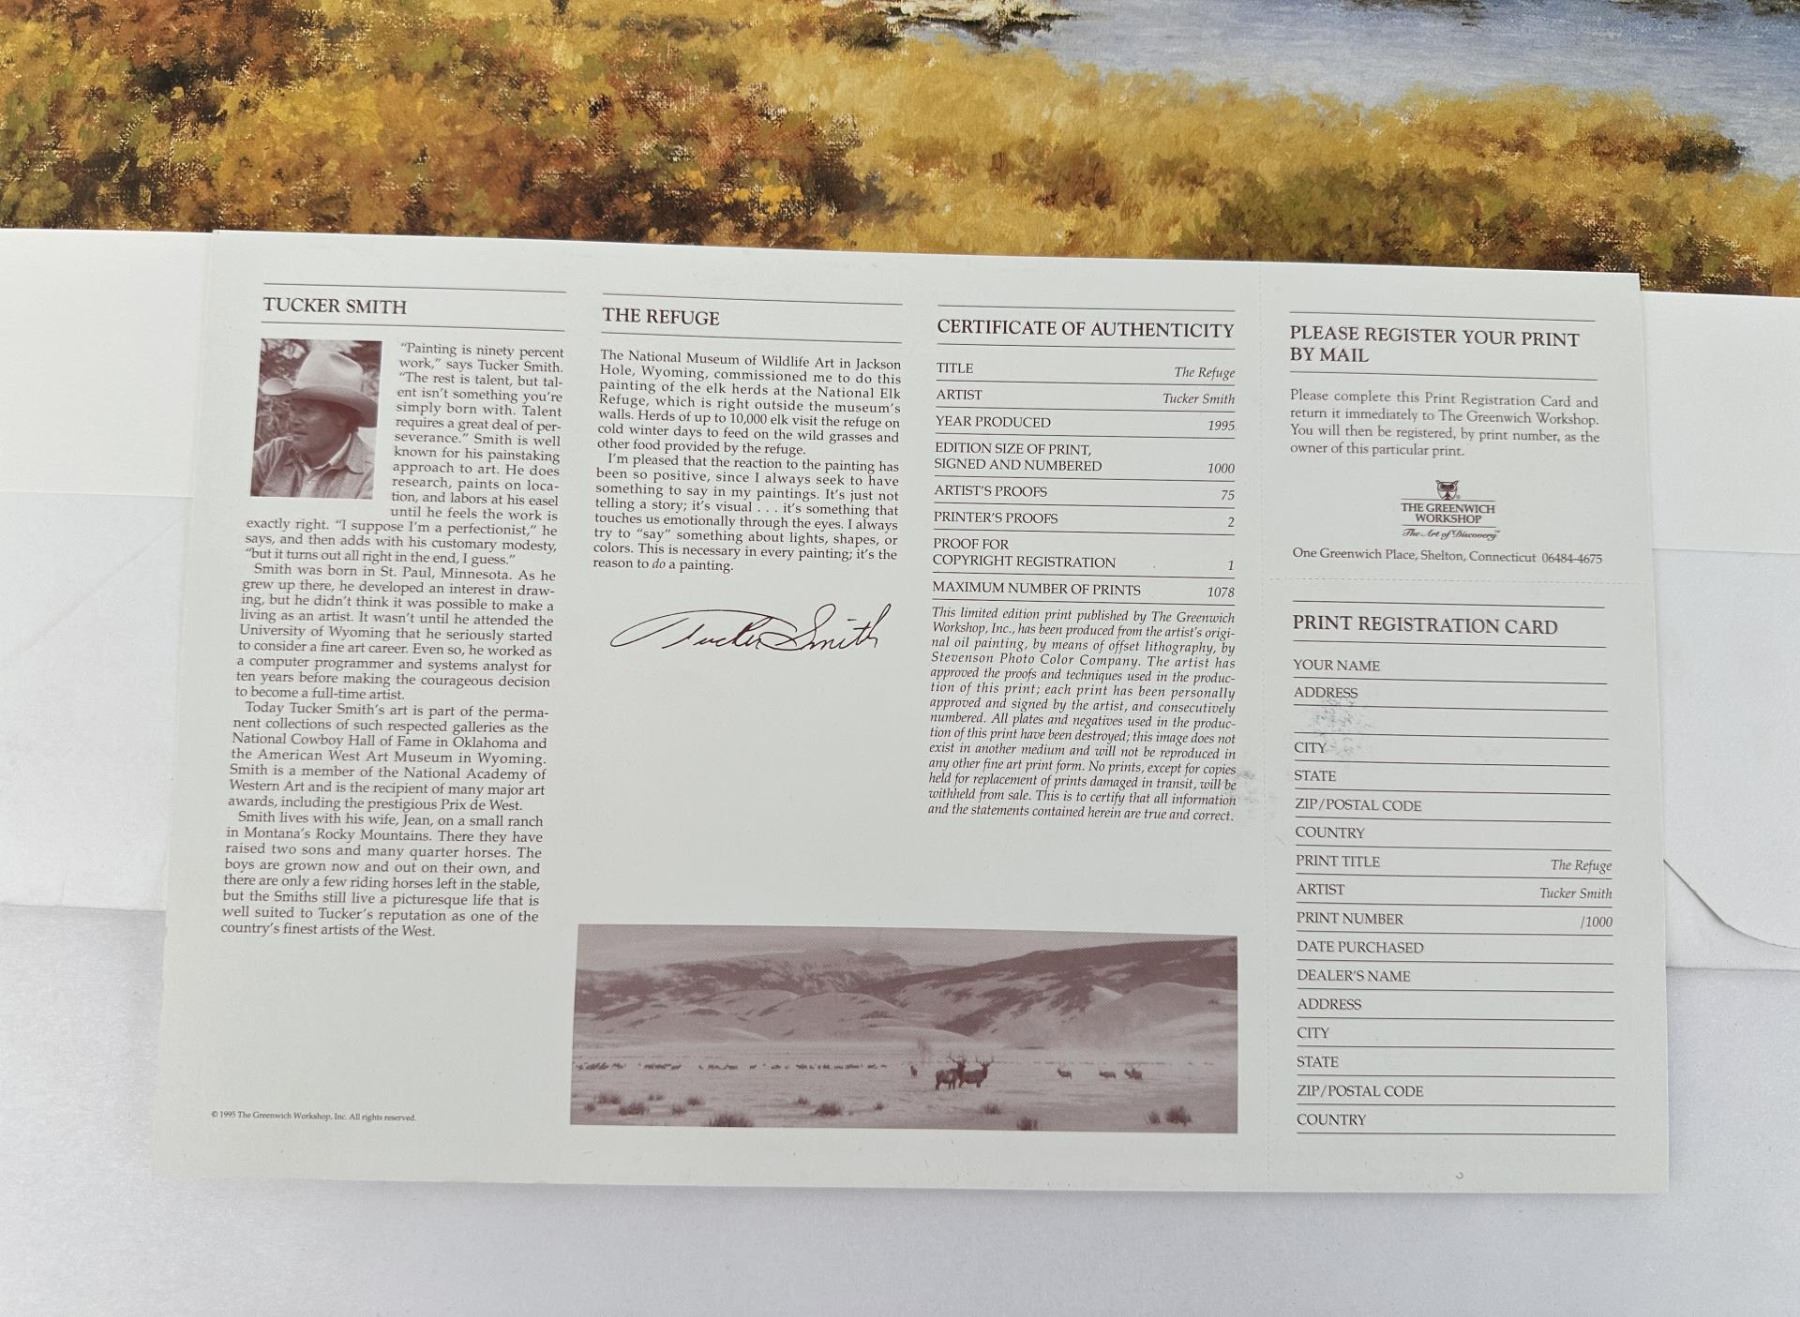 TUCKER SMITH
"Painting is ninety percent
work," says Tucker Smith.
"The rest is talent, but tal-
ent isn't something you're
simply born with. Talent
requires a great deal of per-
severance." Smith is well
known for his painstaking
approach to art. He does
research, paints on loca-
tion, and labors at his easel
until he feels the work is
exactly right. "I suppose I'm a perfectionist," he
says, and then adds with his customary modesty,
"but it turns out all right in the end, I guess."
Smith was born in St. Paul, Minnesota. As he
grew up there, he developed an interest in draw-
ing, but he didn't think it was possible to make a
living as an artist. It wasn't until he attended the
University of Wyoming that he seriously started
to consider a fine art career. Even so, he worked as
a computer programmer and systems analyst for
ten years before making the courageous decision
to become a full-time artist.
Today Tucker Smith's art is part of the perma-
nent collections of such respected galleries as the
National Cowboy Hall of Fame in Oklahoma and
the American West Art Museum in Wyoming.
Smith is a member of the National Academy of
Western Art and is the recipient of many major art
awards, including the prestigious Prix de West.
Smith lives with his wife, Jean, on a small ranch
in Montana's Rocky Mountains. There they have
raised two sons and many quarter horses. The
boys are grown now and out on their own, and
there are only a few riding horses left in the stable,
but the Smiths still live a picturesque life that is
well suited to Tucker's reputation as one of the
country's finest artists of the West.
© 1995 The Greenwich Workshop, Inc. All rights reserved.
THE REFUGE
The National Museum of Wildlife Art in Jackson
Hole, Wyoming, commissioned me to do this
painting of the elk herds at the National Elk
Refuge, which is right outside the museum's
walls. Herds of up to 10,000 elk visit the refuge on
cold winter days to feed on the wild grasses and
other food provided by the refuge.
I'm pleased that the reaction to the painting has
been so positive, since I always seek to have
something to say in my paintings. It's just not
telling a story; it's visual . . . it's something that
touches us emotionally through the eyes. I always
try to "say" something about lights, shapes, or
colors. This is necessary in every painting; it's the
reason to do a painting.
Tucker Smith
CERTIFICATE OF AUTHENTICITY
TITLE The Refuge
ARTIST Tucker Smith
YEAR PRODUCED 1995
EDITION SIZE OF PRINT,
SIGNED AND NUMBERED 1000
ARTIST'S PROOFS 75
PRINTER'S PROOFS 2
PROOF FOR
COPYRIGHT REGISTRATION 1
MAXIMUM NUMBER OF PRINTS 1078
This limited edition print published by The Greenwich
Workshop, Inc., has been produced from the artist's origi-
nal oil painting, by means of offset lithography, by
Stevenson Photo Color Company. The artist has
approved the proofs and techniques used in the produc-
tion of this print; each print has been personally
approved and signed by the artist, and consecutively
numbered. All plates and negatives used in the produc-
tion of this print have been destroyed; this image does not
exist in another medium and will not be reproduced in
any other fine art print form. No prints, except for copies
held for replacement of prints damaged in transit, will be
withheld from sale. This is to certify that all information
and the statements contained herein are true and correct.
PLEASE REGISTER YOUR PRINT
BY MAIL
Please complete this Print Registration Card and
return it immediately to The Greenwich Workshop.
You will then be registered, by print number, as the
owner of this particular print.
THE GREENWICH
WORKSHOP
The Art of Discovery™
One Greenwich Place, Shelton, Connecticut 06484-4675
PRINT REGISTRATION CARD
YOUR NAME
ADDRESS
CITY
STATE
ZIP/POSTAL CODE
COUNTRY
PRINT TITLE The Refuge
ARTIST Tucker Smith
PRINT NUMBER /1000
DATE PURCHASED
DEALER'S NAME
ADDRESS
CITY
STATE
ZIP/POSTAL CODE
COUNTRY